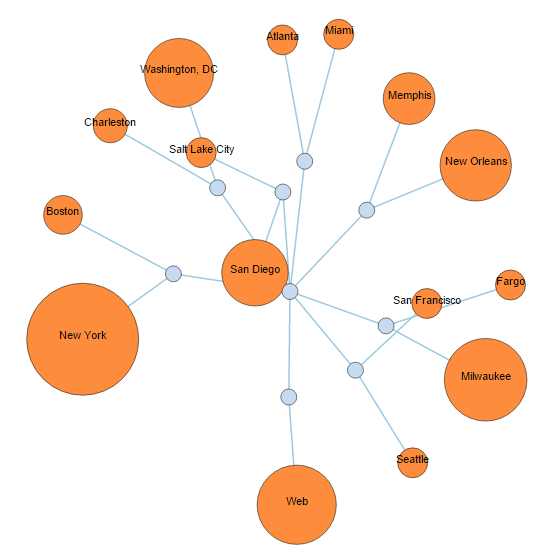 Miami
Atlanta
Washington, DC
Memphis
Charleston
Salt Lake City
New Orleans
Boston
San Diego
Fargo
San Francisco
New York
Milwaukee
Seattle
Web